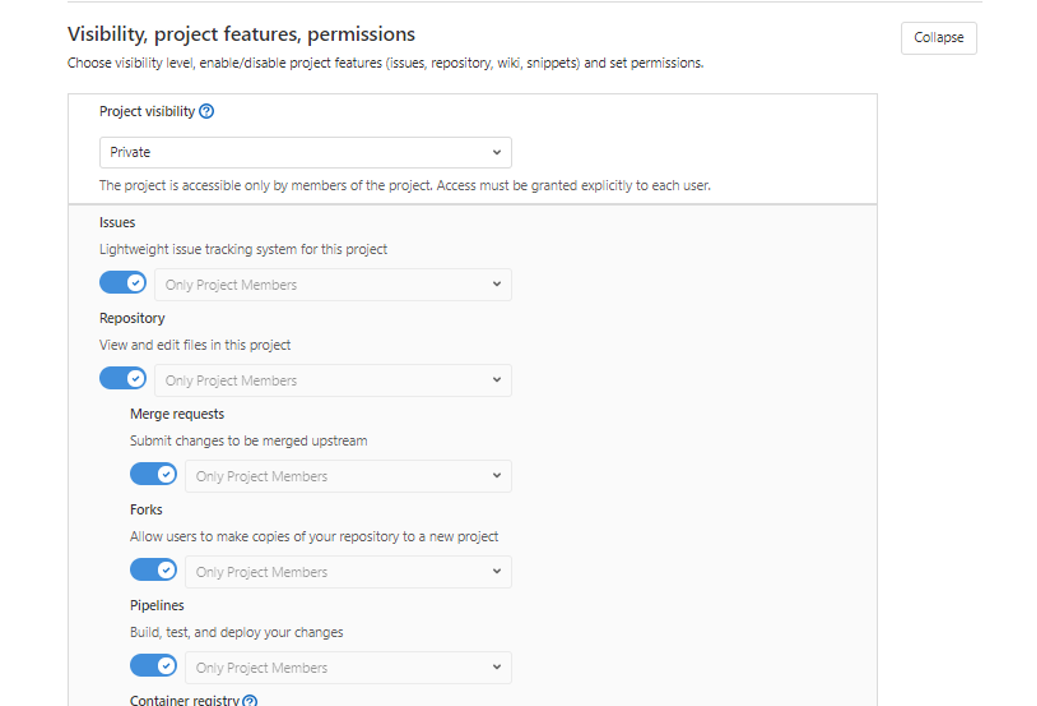 Visibility, project features, permissions
Collapse
Choose visibility level, enable/disable project features (issues, repository, wiki, snippets) and set permissions.
Project visibility
Private
The project is accessible only by members of the project. Access must be granted explicitly to each user.
Issues
Lightweight issue tracking system for this project
Only Project Members
Repository
View and edit files in this project
Only Project Members
Merge requests
Submit changes to be merged upstream
Only Project Members
Forks
Allow users to make copies of your repository to a new project
Only Project Members
Pipelines
Build, test, and deploy your changes
Only Project Members
Container registry